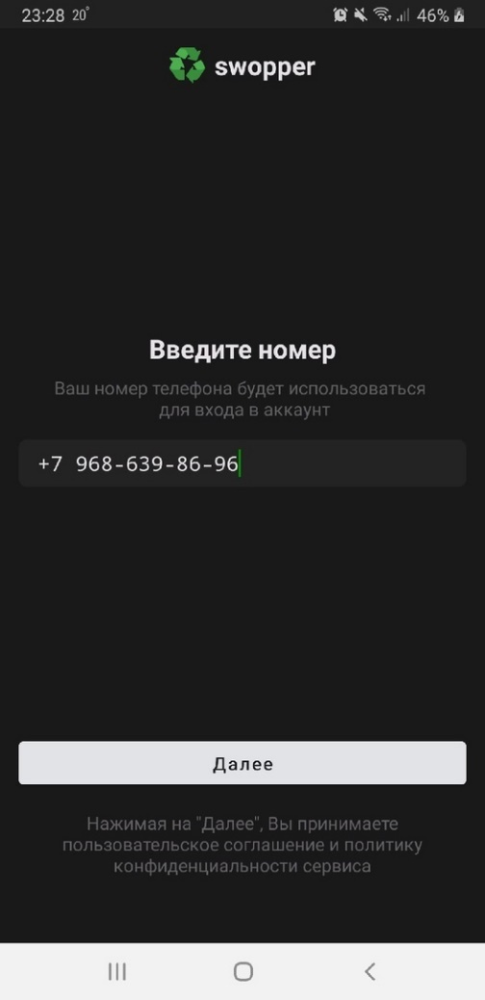 23:28 20° 46%
swopper
Введите номер
Ваш номер телефона будет использоваться
для входа в аккаунт
+7 968-639-86-96
Далее
Нажимая на "Далее", Вы принимаете
пользовательское соглашение и политику
конфиденциальности сервиса